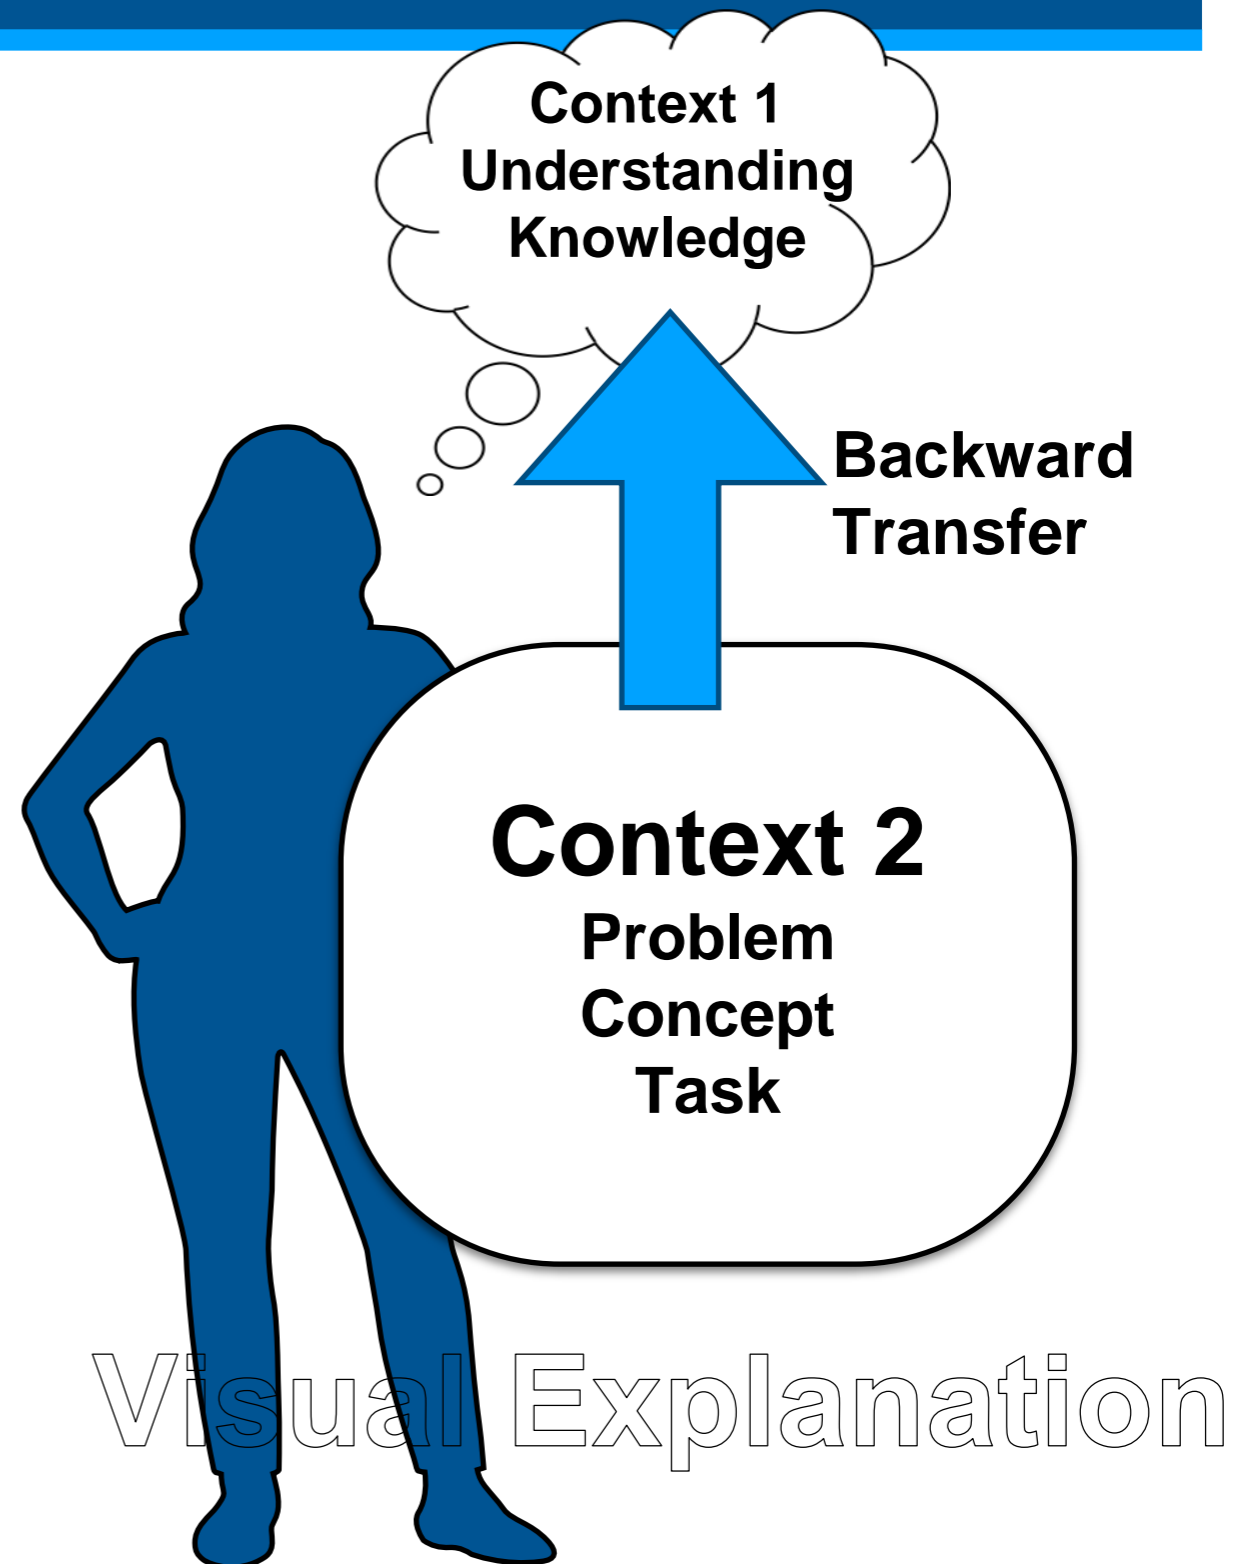 Context 1
Understanding
Knowledge
Backward
Transfer
Context 2
Problem
Concept
Task
Visual Explanation